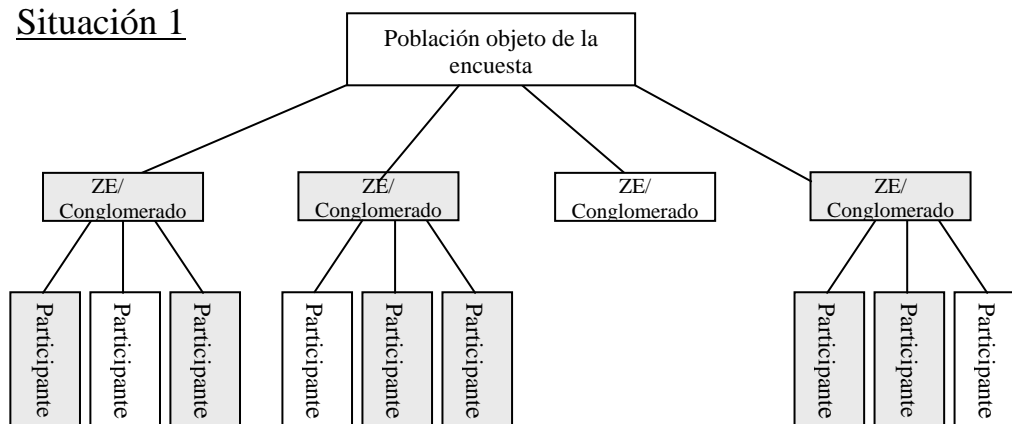 Situación 1
Población objeto de la
encuesta
ZE/
Conglomerado
ZE/
Conglomerado
ZE/
Conglomerado
ZE/
Conglomerado
Participante
Participante
Participante
Participante
Participante
Participante
Participante
Participante
Participante